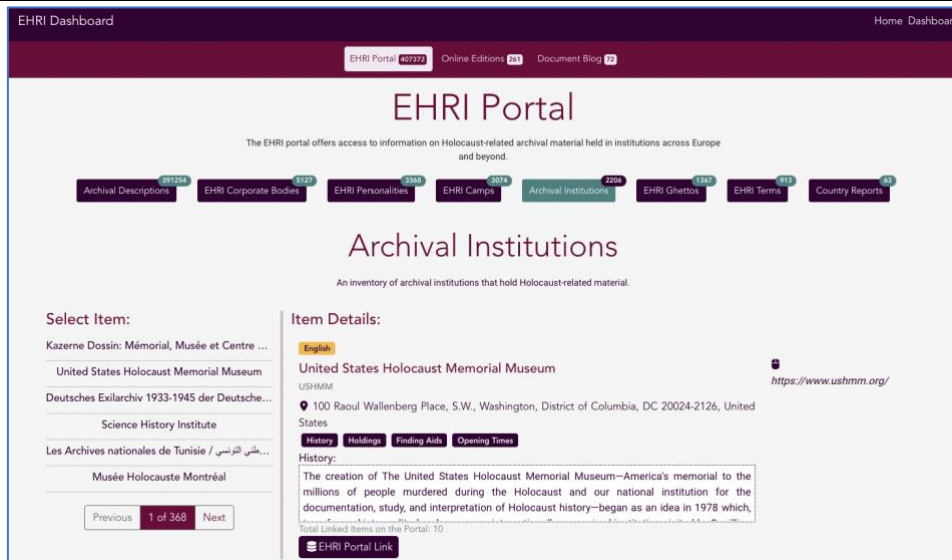 EHRI Dashboard
Home Dashboar
EHRI Portal 407372 Online Editions 261 Document Blog 72
EHRI Portal
The EHRI portal offers access to information on Holocaust-related archival material held in institutions across Europe
and beyond.
Archival Descriptions 391254 EHRI Corporate Bodies 5127 EHRI Personalities 3368 EHRI Camps 3074 Archival Institutions 2206 EHRI Ghettos 1367 EHRI Terms 913 Country Reports 63
Archival Institutions
An inventory of archival institutions that hold Holocaust-related material.
Select Item:
Kazerne Dossin: Mémorial, Musée et Centre ...
United States Holocaust Memorial Museum
Deutsches Exilarchiv 1933-1945 der Deutsche...
Science History Institute
Les Archives nationales de Tunisie / ...طني التونسي
Musée Holocauste Montréal
Previous 1 of 368 Next
Item Details:
English
United States Holocaust Memorial Museum
USHMM
https://www.ushmm.org/
100 Raoul Wallenberg Place, S.W., Washington, District of Columbia, DC 20024-2126, United
States
History Holdings Finding Aids Opening Times
History:
The creation of The United States Holocaust Memorial Museum—America's memorial to the
millions of people murdered during the Holocaust and our national institution for the
documentation, study, and interpretation of Holocaust history—began as an idea in 1978 which,
Total Linked Items on the Portal: 10
EHRI Portal Link